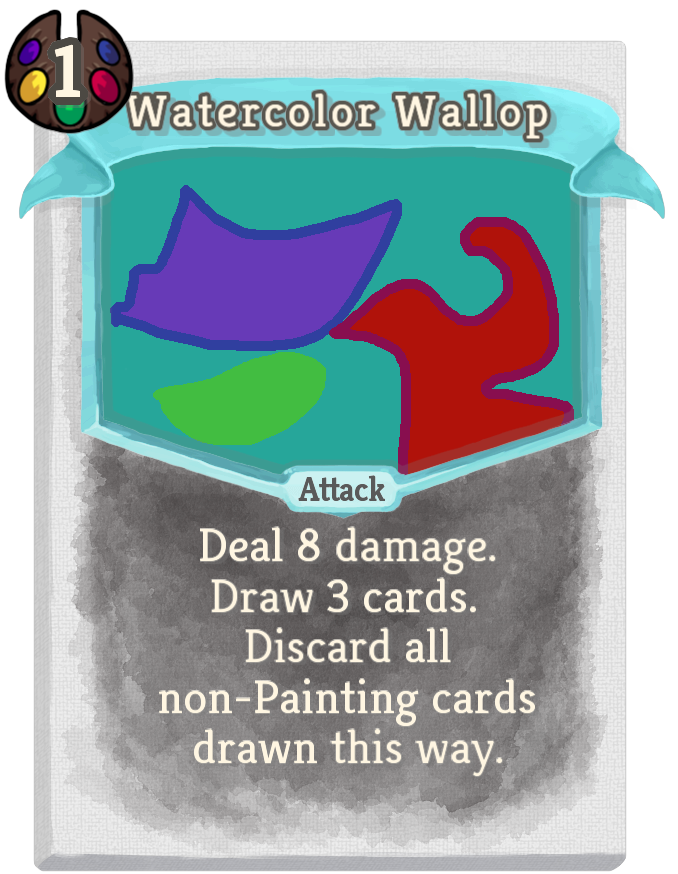 1
Watercolor Wallop
Attack
Deal 8 damage.
Draw 3 cards.
Discard all
non-Painting cards
drawn this way.